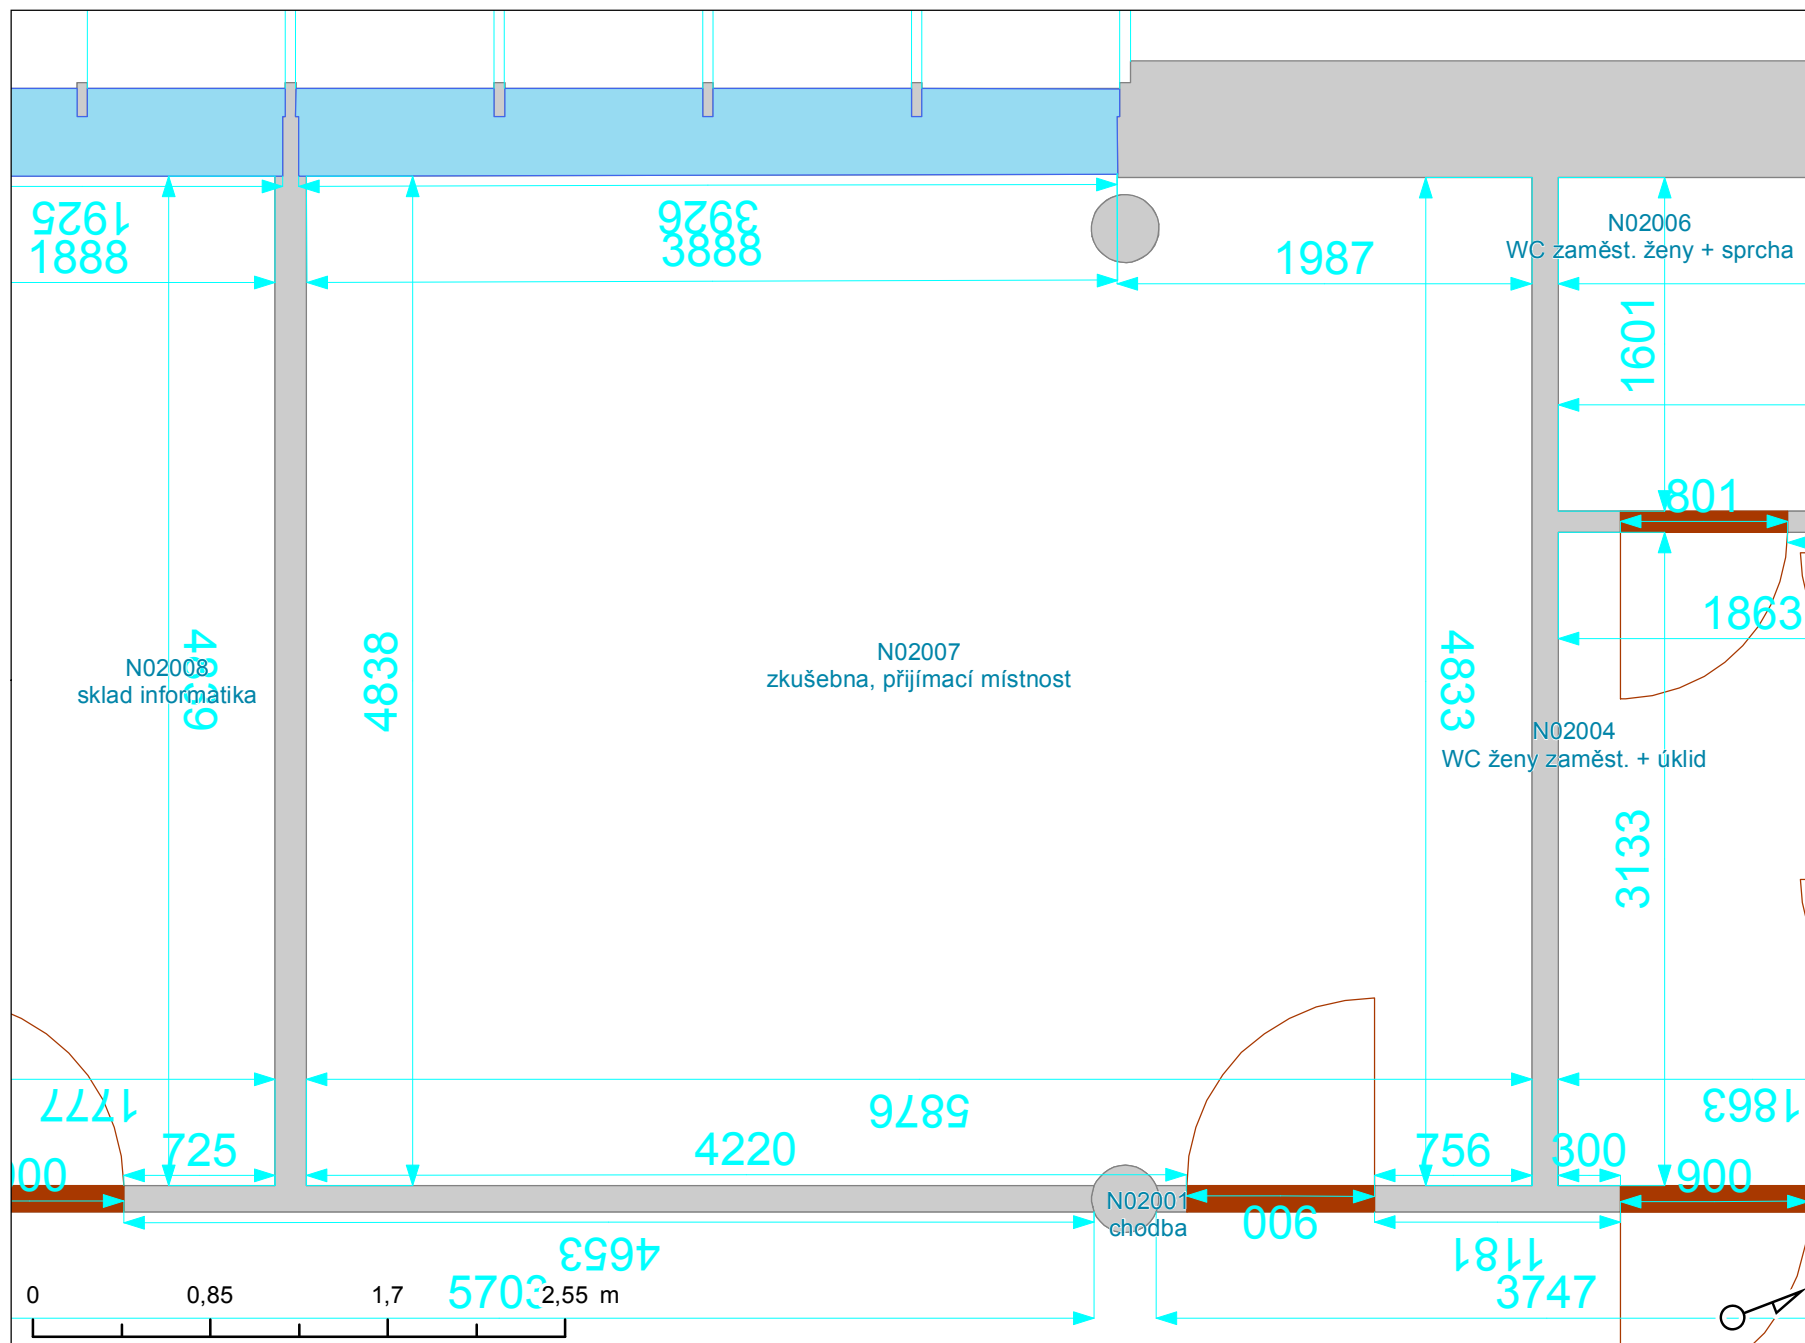 1925
1888
3926
3888
1987
N02006
WC zaměst. ženy + sprcha
1601
801
1863
N02008
sklad informatika
4839
4838
N02007
zkušebna, přijímací místnost
4833
N02004
WC ženy zaměst. + úklid
3133
1777
5876
1863
725
4220
756
300
900
N02001
chodba
900
4653
1181
5703
3747
0 0,85 1,7 2,55 m